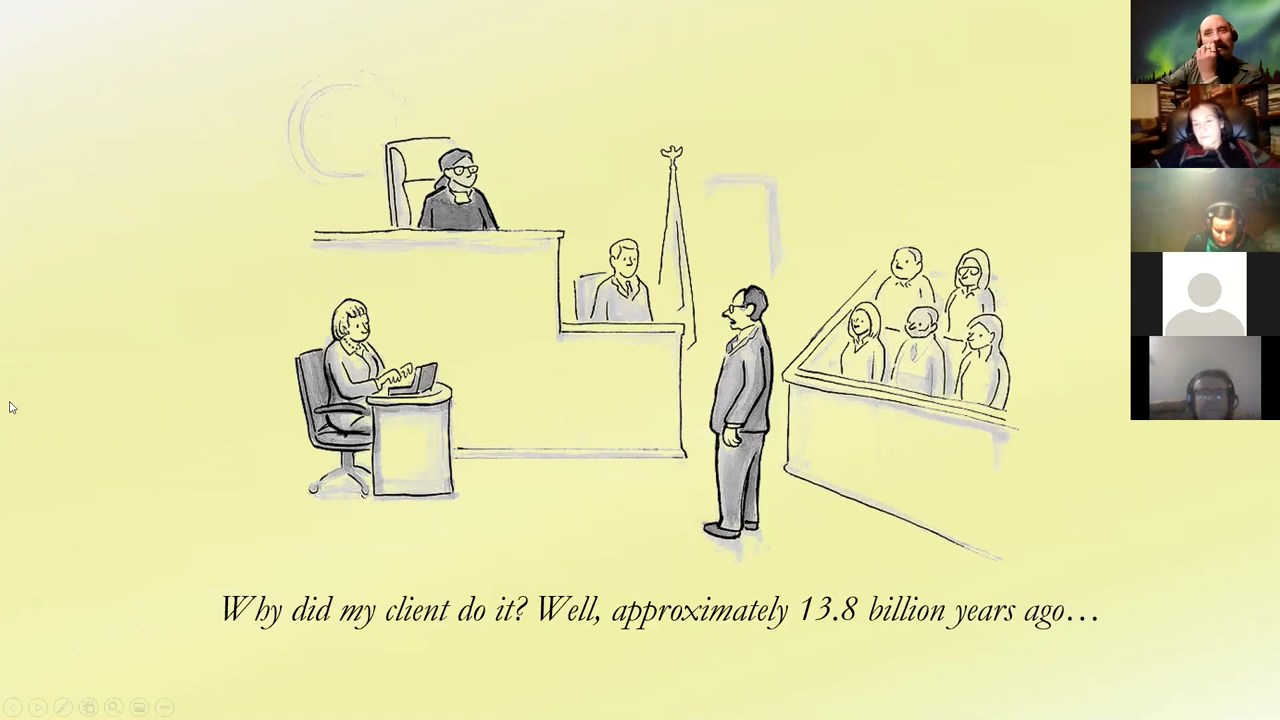 Why did my client do it? Well, approximately 13.8 billion years ago…